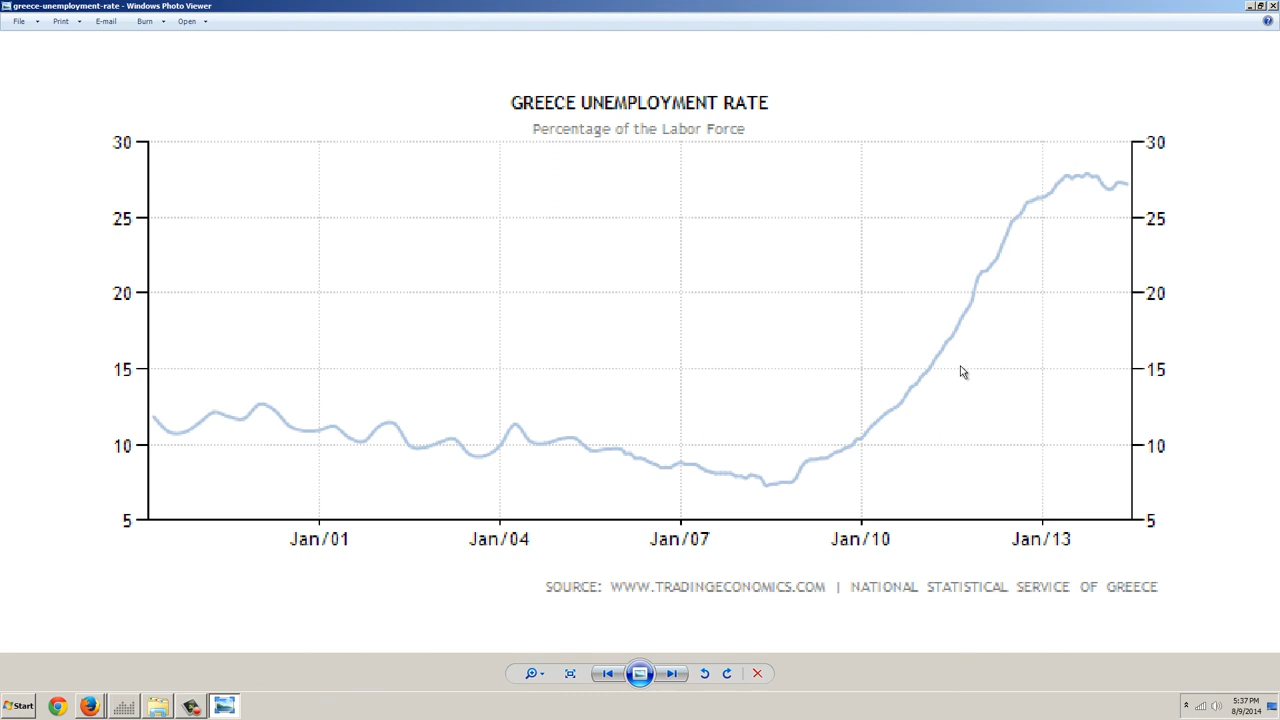 greece-unemployment-rate - Windows Photo Viewer
File Print E-mail Burn Open
GREECE UNEMPLOYMENT RATE
Percentage of the Labor Force
30 30
25 25
20 20
15 15
10 10
5 5
Jan/01 Jan/04 Jan/07 Jan/10 Jan/13
SOURCE: WWW.TRADINGECONOMICS.COM | NATIONAL STATISTICAL SERVICE OF GREECE
Start
5:37 PM
8/9/2014